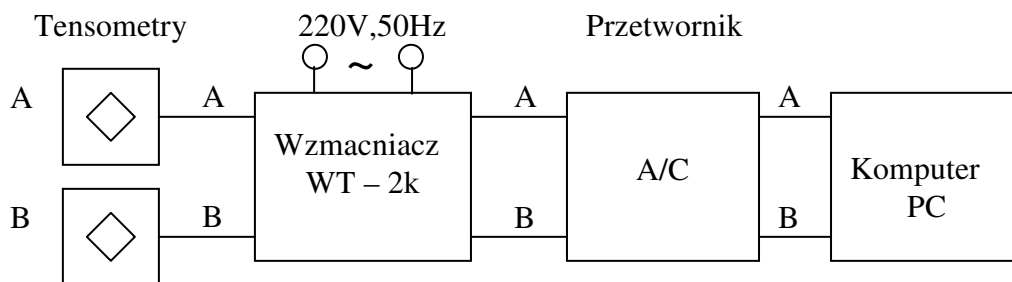 Tensometry 220V,50Hz Przetwornik
~
A A A A
Wzmacniacz
WT – 2k
A/C
Komputer
PC
B B B B